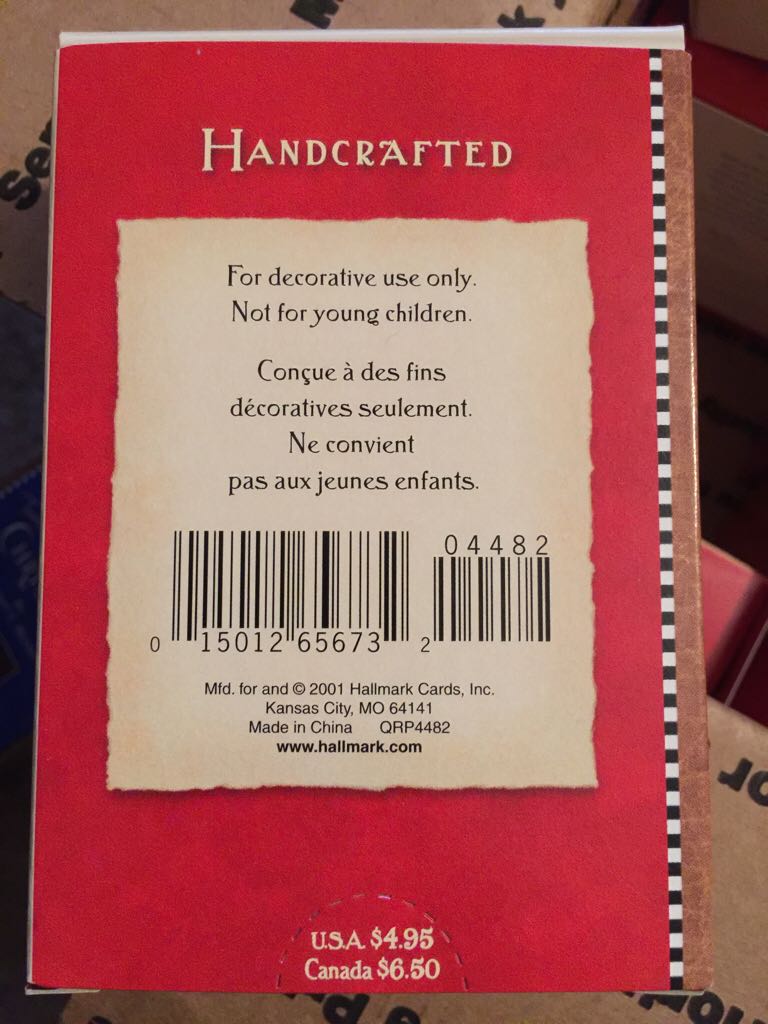 HANDCRAFTED
For decorative use only.
Not for young children.
Conçue à des fins
décoratives seulement.
Ne convient
pas aux jeunes enfants.
04482
0 15012 65673 2
Mfd. for and © 2001 Hallmark Cards, Inc.
Kansas City, MO 64141
Made in China QRP4482
www.hallmark.com
U.S.A. $4.95
Canada $6.50